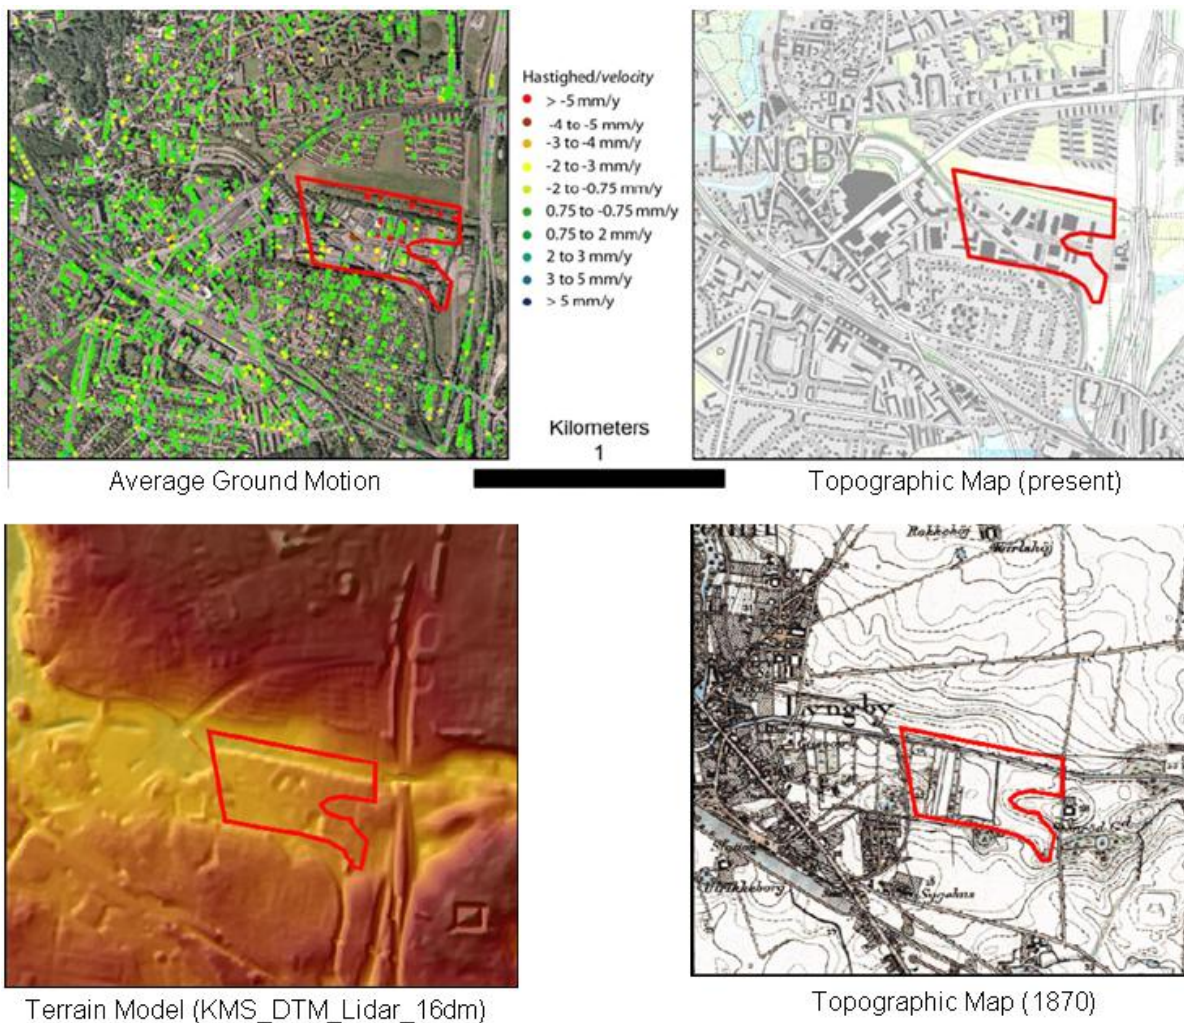 Hastighed/velocity
> -5 mm/y
-4 to -5 mm/y
-3 to -4 mm/y
-2 to -3 mm/y
-2 to -0.75 mm/y
0.75 to -0.75 mm/y
0.75 to 2 mm/y
2 to 3 mm/y
3 to 5 mm/y
> 5 mm/y
LYNGBY
Kilometers
1
Average Ground Motion
Topographic Map (present)
Lyngby
Ulrikkeborg
Terrain Model (KMS_DTM_Lidar_16dm)
Topographic Map (1870)